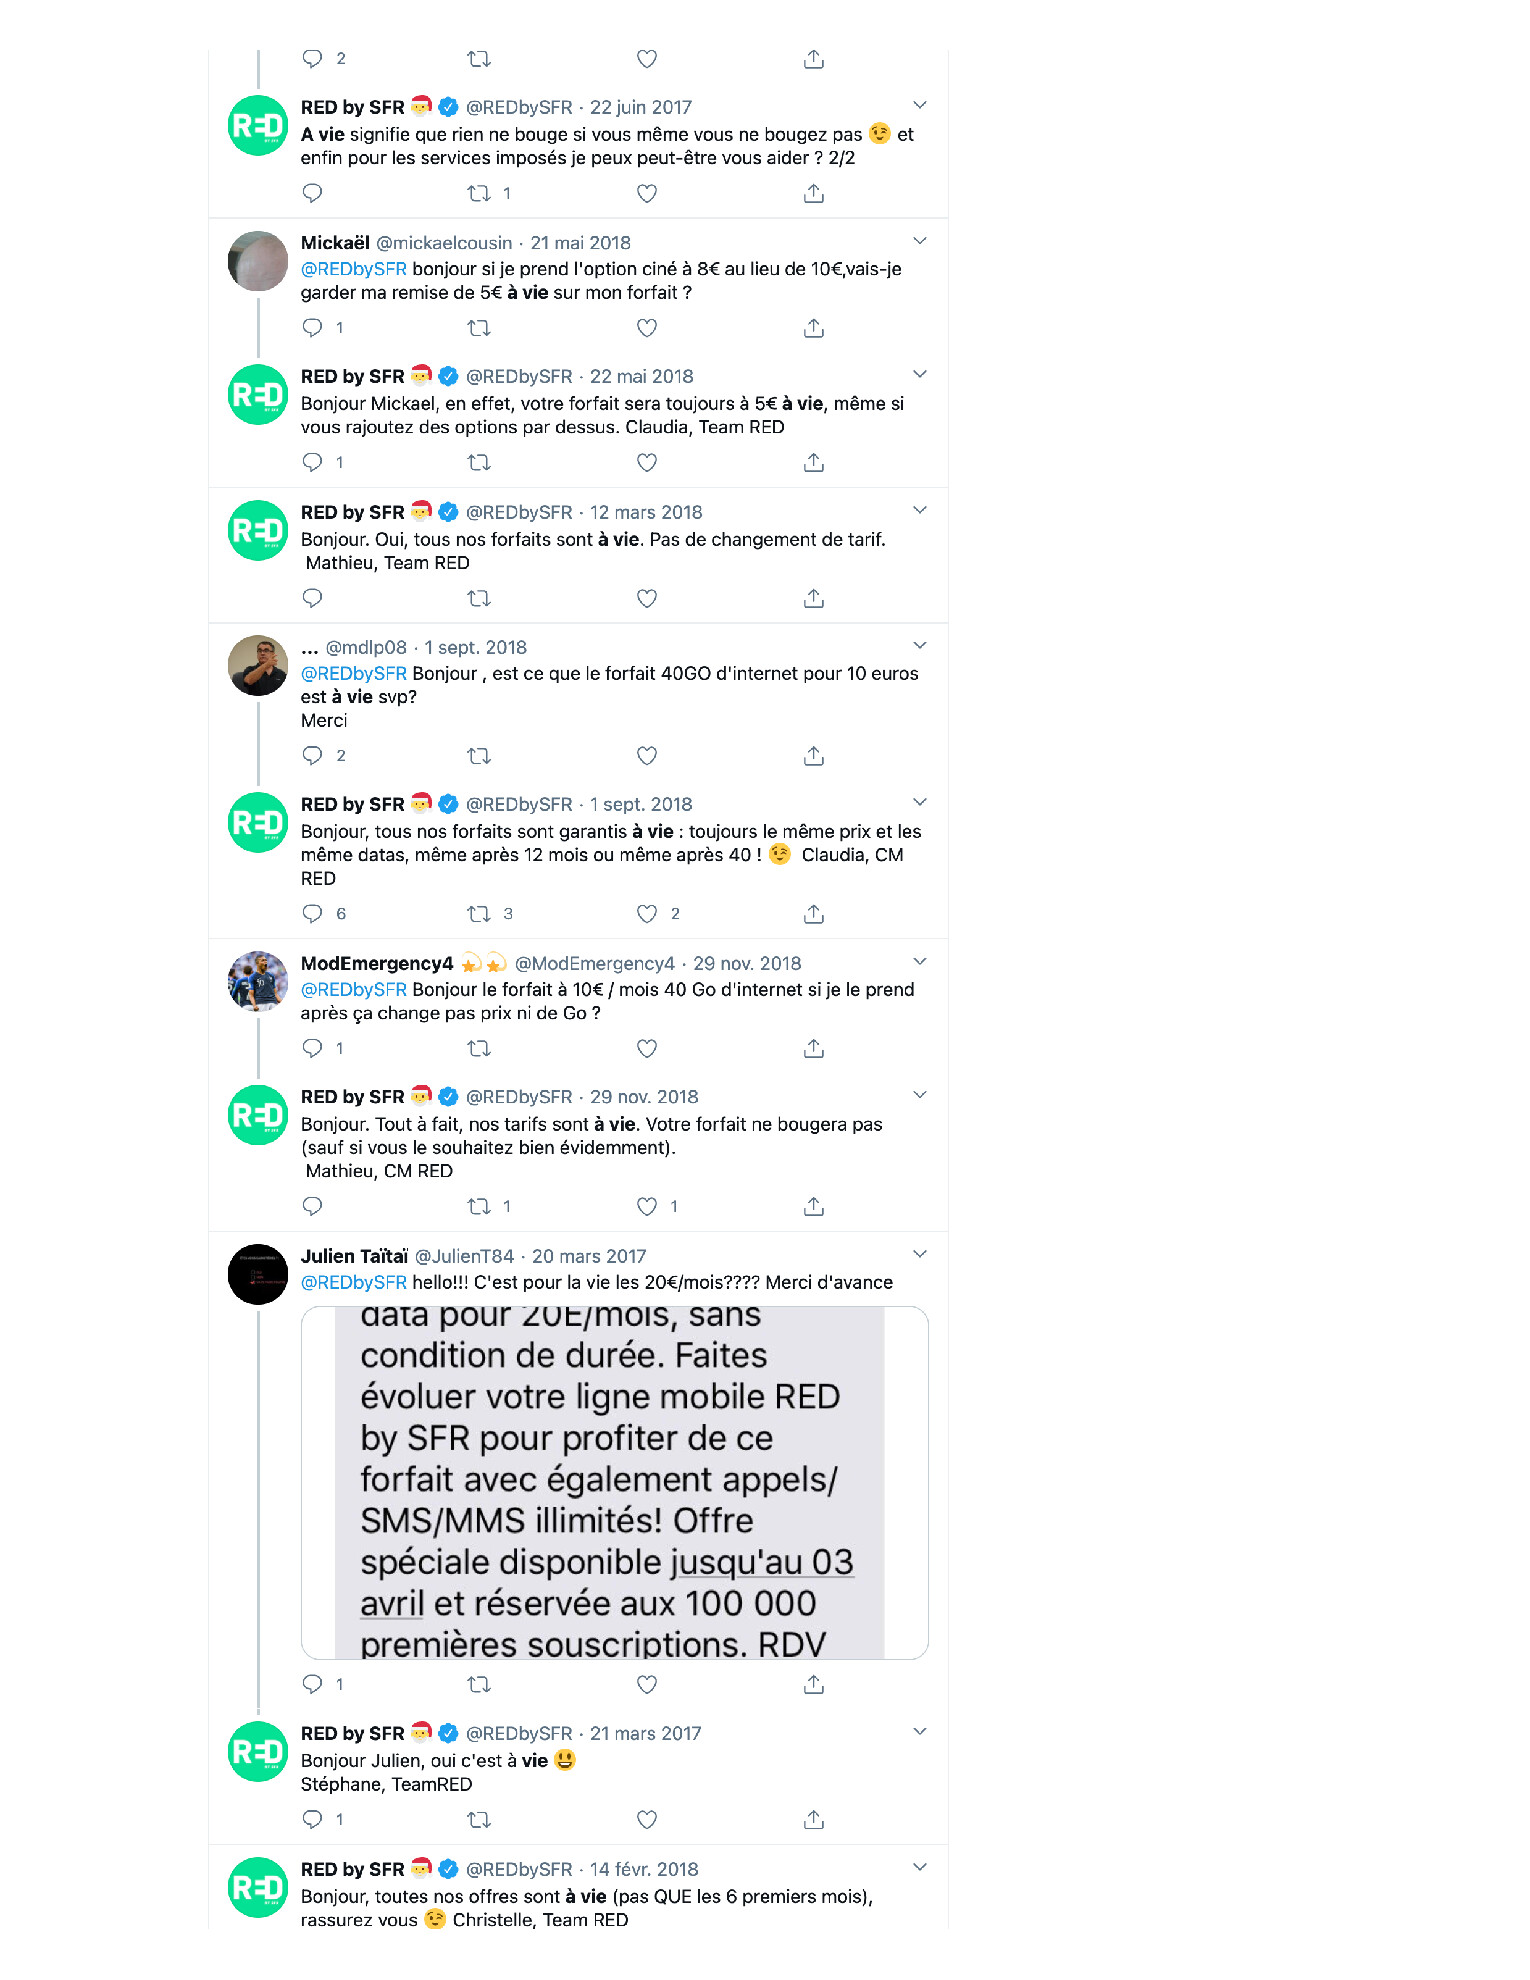 2
RED by SFR @REDbySFR · 22 juin 2017
A vie signifie que rien ne bouge si vous même vous ne bougez pas et
enfin pour les services imposés je peux peut-être vous aider ? 2/2
1
Mickaël @mickaelcousin · 21 mai 2018
@REDbySFR bonjour si je prend l'option ciné à 8€ au lieu de 10€,vais-je
garder ma remise de 5€ à vie sur mon forfait ?
1
RED by SFR @REDbySFR · 22 mai 2018
Bonjour Mickael, en effet, votre forfait sera toujours à 5€ à vie, même si
vous rajoutez des options par dessus. Claudia, Team RED
1
RED by SFR @REDbySFR · 12 mars 2018
Bonjour. Oui, tous nos forfaits sont à vie. Pas de changement de tarif.
Mathieu, Team RED
... @mdlp08 · 1 sept. 2018
@REDbySFR Bonjour , est ce que le forfait 40GO d'internet pour 10 euros
est à vie svp?
Merci
2
RED by SFR @REDbySFR · 1 sept. 2018
Bonjour, tous nos forfaits sont garantis à vie : toujours le même prix et les
même datas, même après 12 mois ou même après 40 ! Claudia, CM
RED
6 3 2
ModEmergency4 @ModEmergency4 · 29 nov. 2018
@REDbySFR Bonjour le forfait à 10€ / mois 40 Go d'internet si je le prend
après ça change pas prix ni de Go ?
1
RED by SFR @REDbySFR · 29 nov. 2018
Bonjour. Tout à fait, nos tarifs sont à vie. Votre forfait ne bougera pas
(sauf si vous le souhaitez bien évidemment).
Mathieu, CM RED
1 1
Julien Taïtaï @JulienT84 · 20 mars 2017
@REDbySFR hello!!! C'est pour la vie les 20€/mois???? Merci d'avance
data pour 20E/mois, sans
condition de durée. Faites
évoluer votre ligne mobile RED
by SFR pour profiter de ce
forfait avec également appels/
SMS/MMS illimités! Offre
spéciale disponible jusqu'au 03
avril et réservée aux 100 000
premières souscriptions. RDV
1
RED by SFR @REDbySFR · 21 mars 2017
Bonjour Julien, oui c'est à vie
Stéphane, TeamRED
1
RED by SFR @REDbySFR · 14 févr. 2018
Bonjour, toutes nos offres sont à vie (pas QUE les 6 premiers mois),
rassurez vous Christelle, Team RED